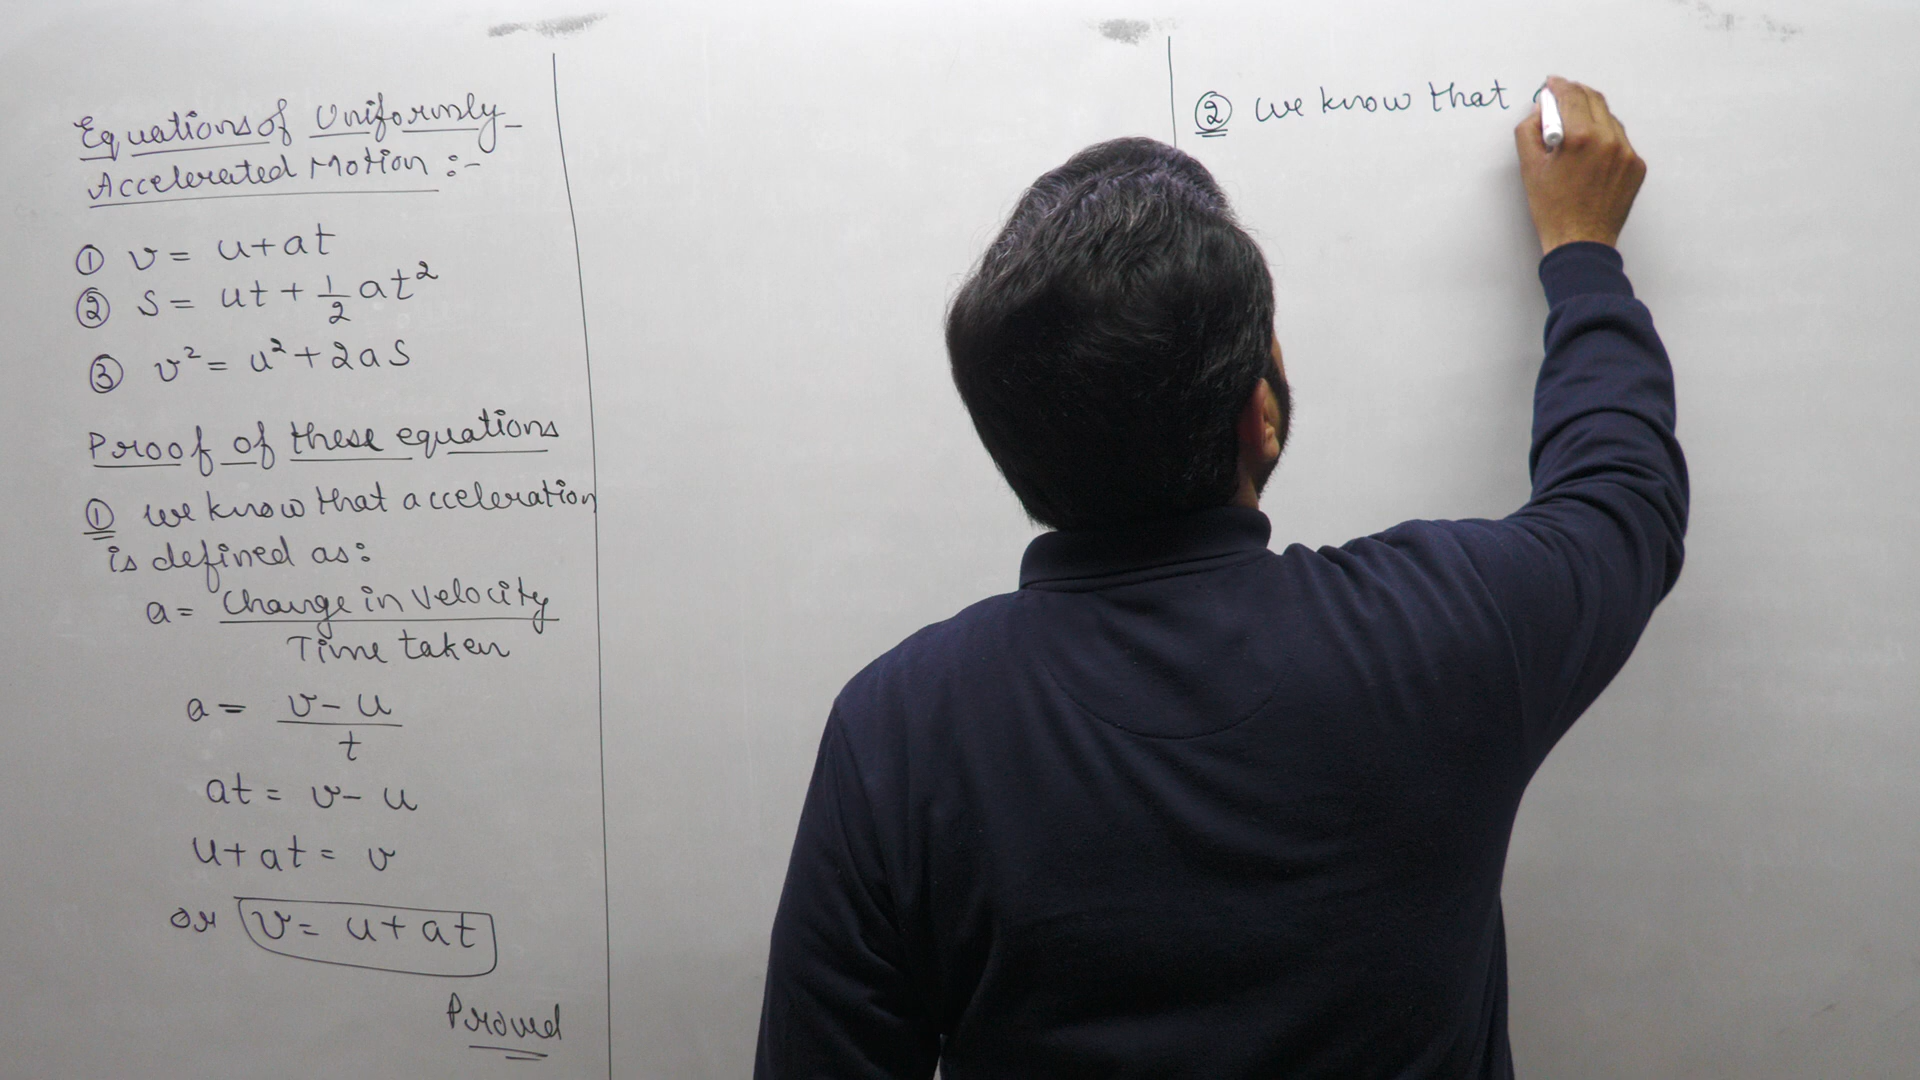 Equations of Uniformly
Accelerated Motion :-
① v = u + at
② S = ut + 1/2 at²
③ v² = u² + 2aS
Proof of these equations
① we know that acceleration
is defined as:
a = Change in Velocity
Time taken
a = v - u
t
at = v - u
u + at = v
or v = u + at
Proved
② we know that